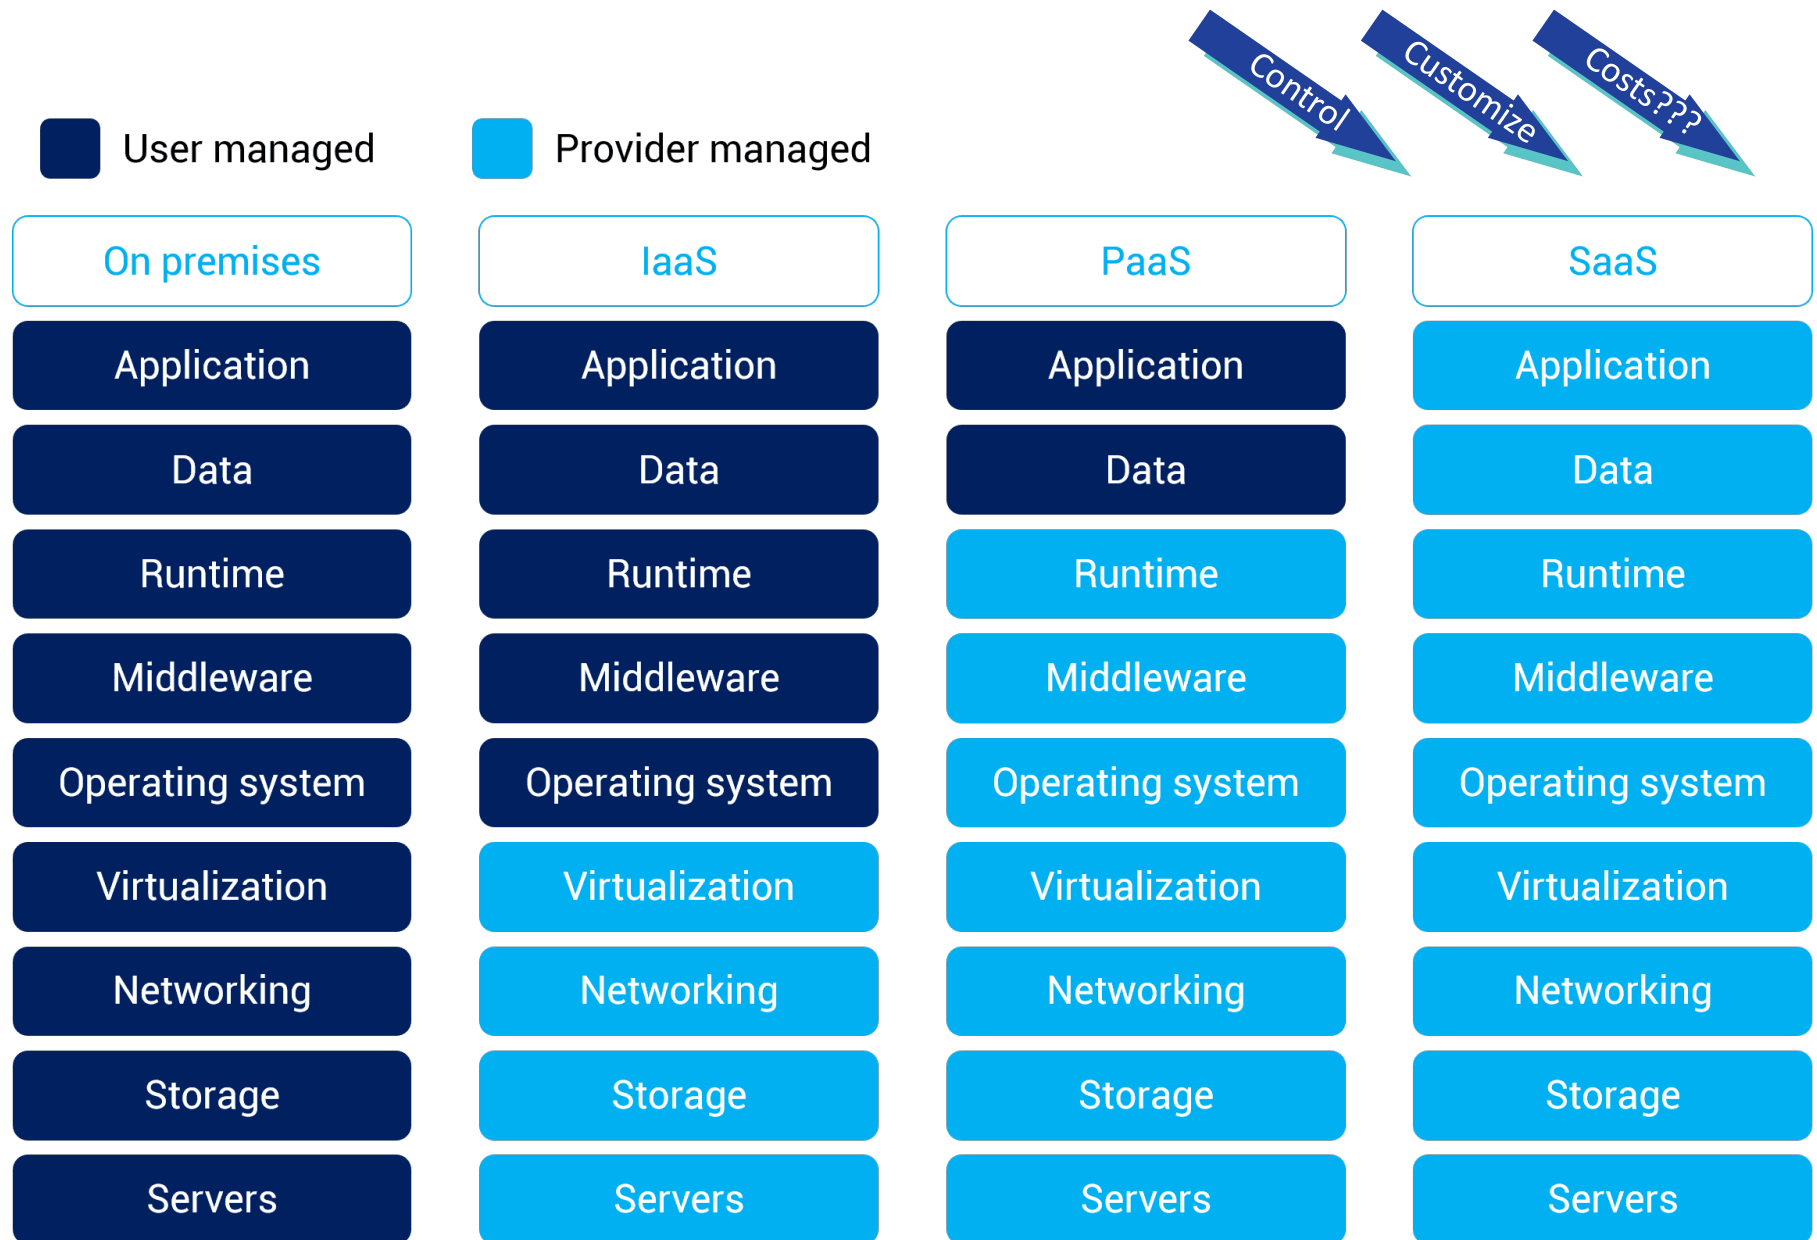 Control
Customize
Costs???
User managed
Provider managed
On premises
IaaS
PaaS
SaaS
Application
Application
Application
Application
Data
Data
Data
Data
Runtime
Runtime
Runtime
Runtime
Middleware
Middleware
Middleware
Middleware
Operating system
Operating system
Operating system
Operating system
Virtualization
Virtualization
Virtualization
Virtualization
Networking
Networking
Networking
Networking
Storage
Storage
Storage
Storage
Servers
Servers
Servers
Servers